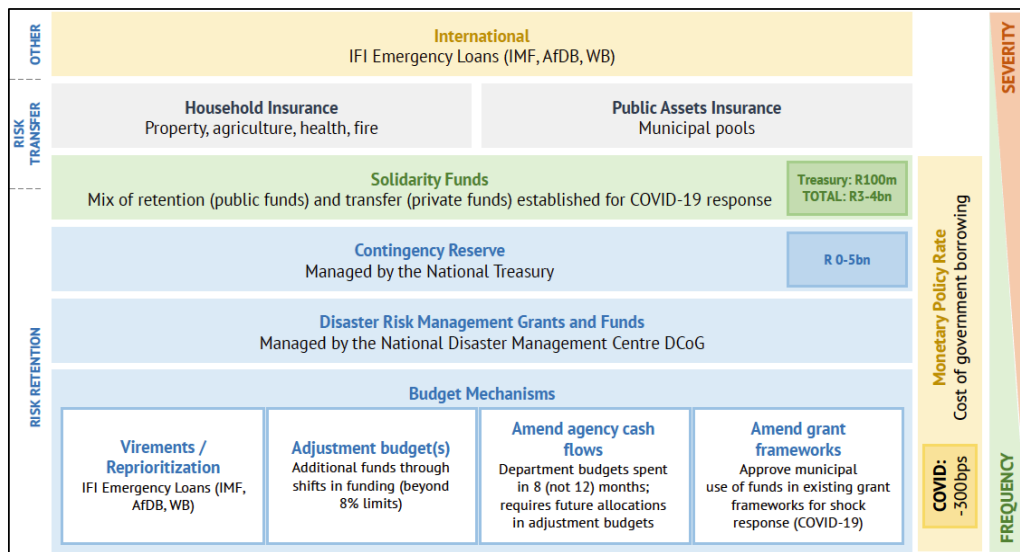 OTHER
International
IFI Emergency Loans (IMF, AfDB, WB)
RISK
TRANSFER
Household Insurance
Property, agriculture, health, fire
Public Assets Insurance
Municipal pools
Solidarity Funds
Mix of retention (public funds) and transfer (private funds) established for COVID-19 response
Treasury: R100m
TOTAL: R3-4bn
RISK RETENTION
Contingency Reserve
Managed by the National Treasury
R 0-5bn
Disaster Risk Management Grants and Funds
Managed by the National Disaster Management Centre DCoG
Budget Mechanisms
Virements /
Reprioritization
IFI Emergency Loans (IMF,
AfDB, WB)
Adjustment budget(s)
Additional funds through
shifts in funding (beyond
8% limits)
Amend agency cash
flows
Department budgets spent
in 8 (not 12) months;
requires future allocations
in adjustment budgets
Amend grant
frameworks
Approve municipal
use of funds in existing grant
frameworks for shock
response (COVID-19)
Monetary Policy Rate
Cost of government borrowing
COVID:
-300bps
SEVERITY
FREQUENCY